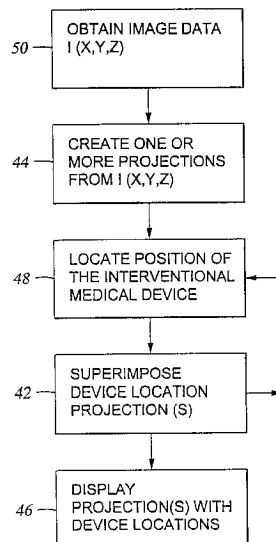 50
OBTAIN IMAGE DATA
I (X,Y,Z)
44
CREATE ONE OR
MORE PROJECTIONS
FROM I (X,Y,Z)
48
LOCATE POSITION OF
THE INTERVENTIONAL
MEDICAL DEVICE
42
SUPERIMPOSE
DEVICE LOCATION
PROJECTION (S)
46
DISPLAY
PROJECTION(S) WITH
DEVICE LOCATIONS